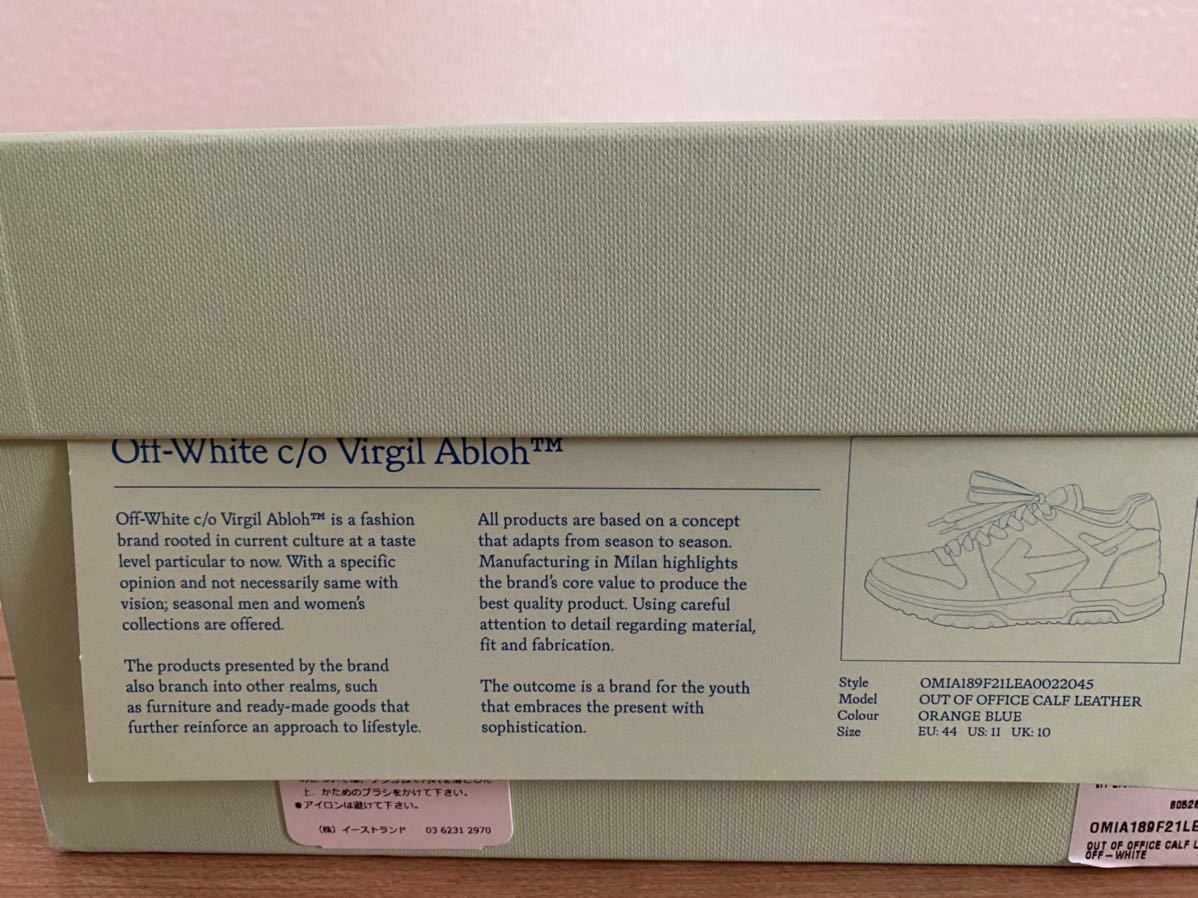 Off-White c/o Virgil Abloh™
Off-White c/o Virgil Abloh™ is a fashion
brand rooted in current culture at a taste
level particular to now. With a specific
opinion and not necessarily same with
vision; seasonal men and women's
collections are offered.
The products presented by the brand
also branch into other realms, such
as furniture and ready-made goods that
further reinforce an approach to lifestyle.
All products are based on a concept
that adapts from season to season.
Manufacturing in Milan highlights
the brand's core value to produce the
best quality product. Using careful
attention to detail regarding material,
fit and fabrication.
The outcome is a brand for the youth
that embraces the present with
sophistication.
Style OMIA189F21LEA0022045
Model OUT OF OFFICE CALF LEATHER
Colour ORANGE BLUE
Size EU: 44 US: 11 UK: 10
上、かためのブラシをかけて下さい。
●アイロンは避けて下さい。
(株)イーストランド 03 6231 2970
80528
OMIA189F21LE
OUT OF OFFICE CALF L
OFF-WHITE